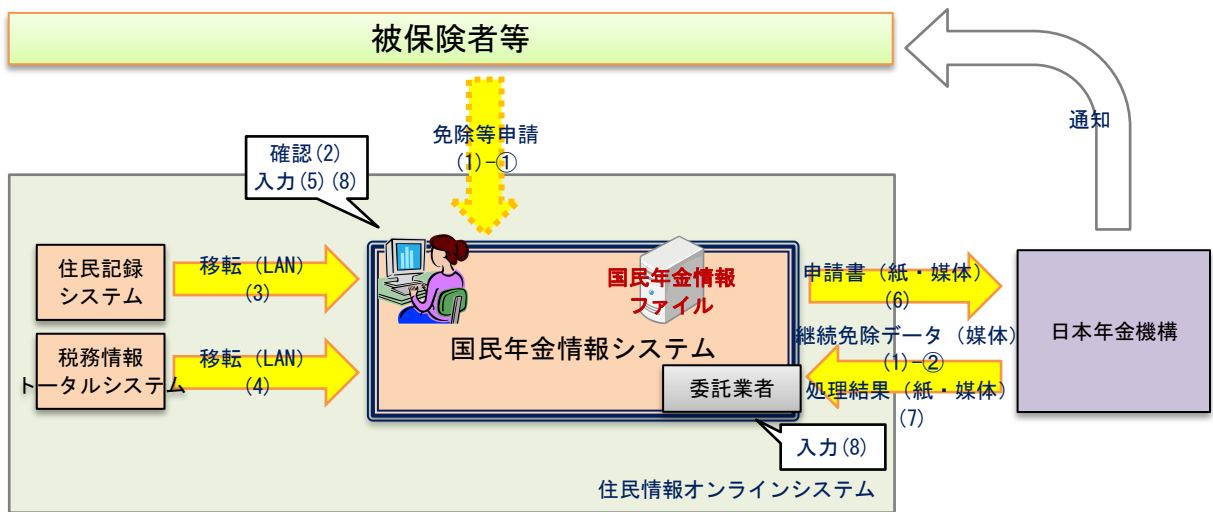 被保険者等
通知
免除等申請
(1)-①
確認(2)
入力(5)(8)
住民記録
システム
移転（LAN）
(3)
国民年金情報
ファイル
申請書（紙・媒体）
(6)
日本年金機構
税務情報
トータルシステム
移転（LAN）
(4)
国民年金情報システム
継続免除データ（媒体）
(1)-②
委託業者
処理結果（紙・媒体）
(7)
入力(8)
住民情報オンラインシステム